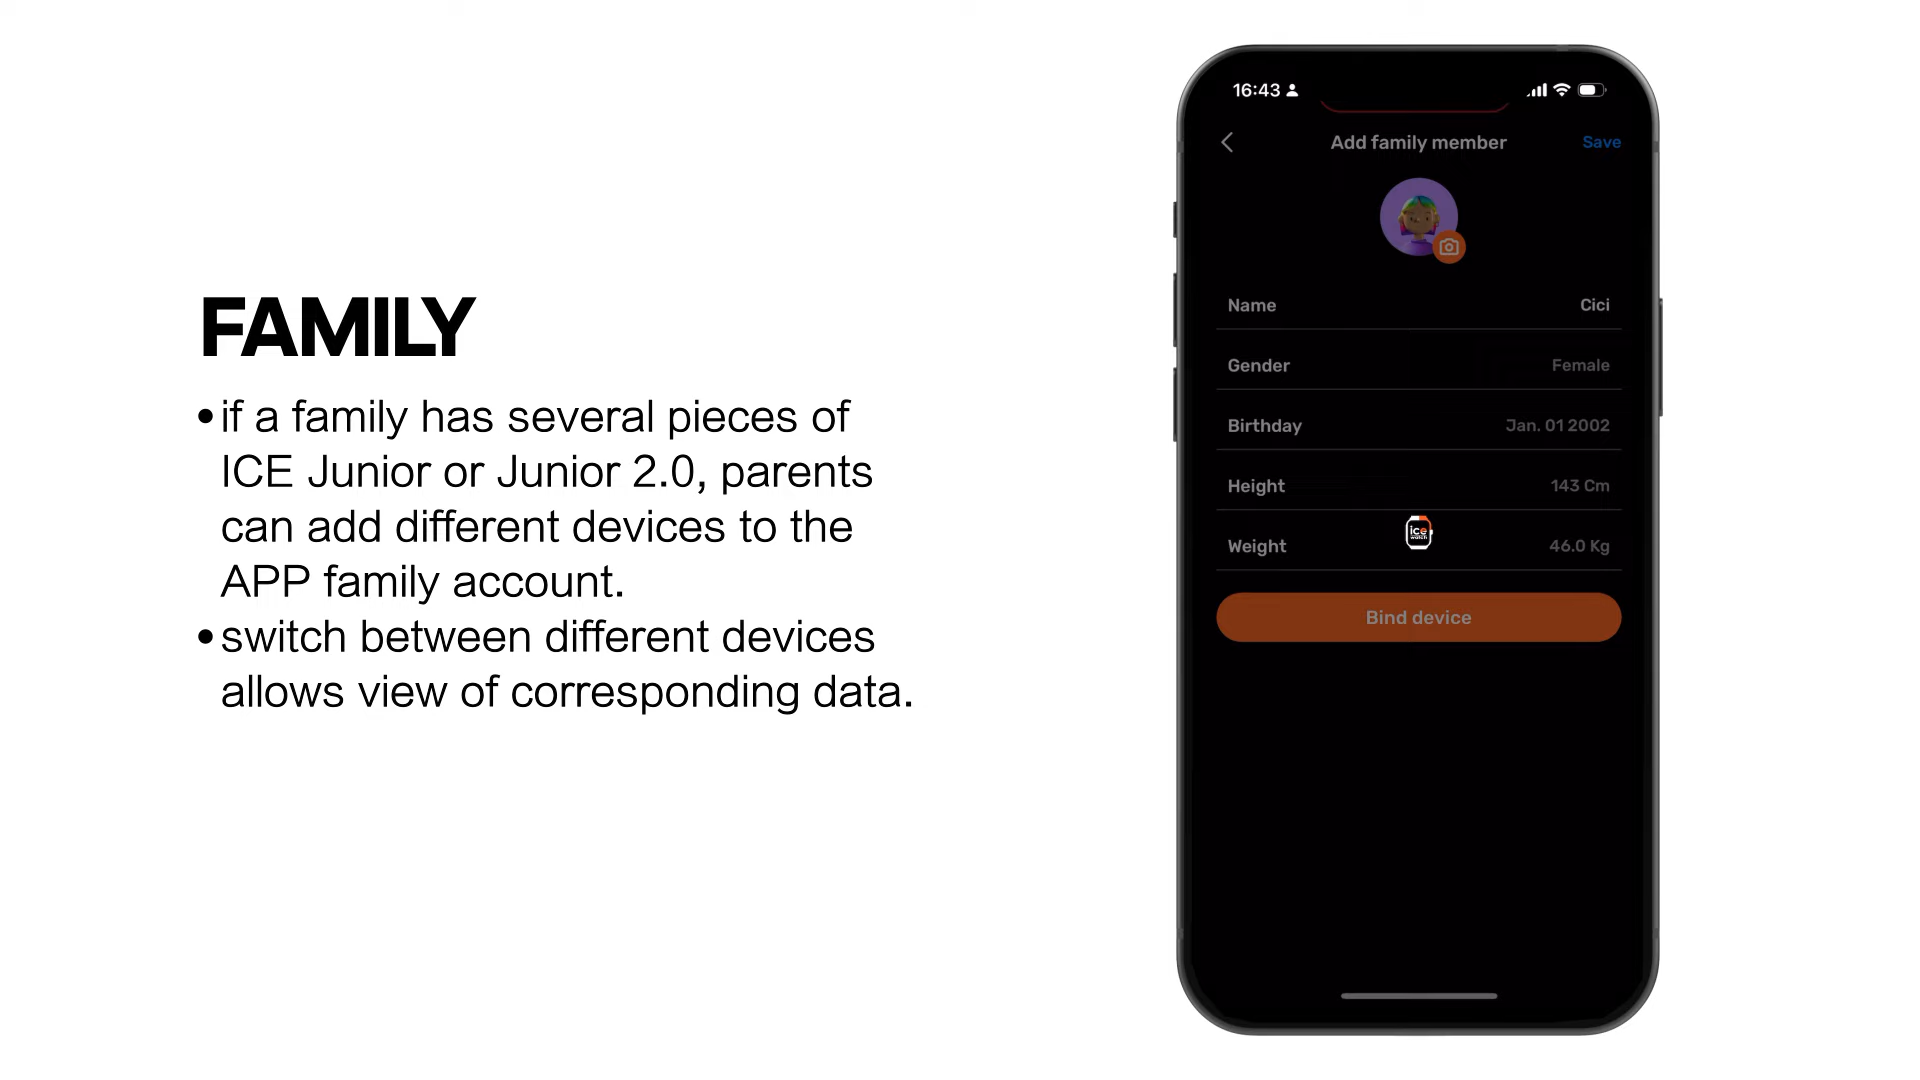 FAMILY
•if a family has several pieces of
ICE Junior or Junior 2.0, parents
can add different devices to the
APP family account.
•switch between different devices
allows view of corresponding data.
16:43
Add family member
Save
Name
Cici
Gender
Female
Birthday
Jan. 01 2002
Height
143 Cm
ice
watch
Weight
46.0 Kg
Bind device